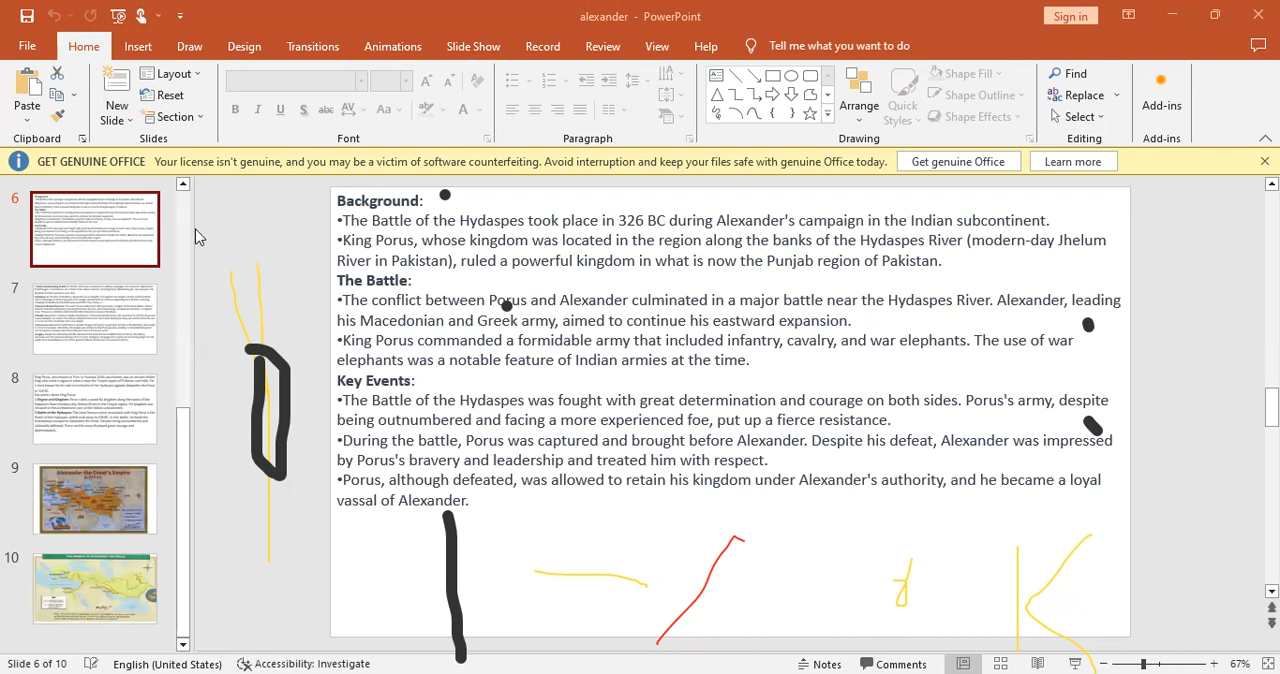 alexander - PowerPoint
Sign in
File Home Insert Draw Design Transitions Animations Slide Show Record Review View Help Tell me what you want to do
Paste
Clipboard
New Slide
Layout
Reset
Section
Slides
B I U S abc AV Aa A
Font
Paragraph
Arrange
Quick Styles
Shape Fill
Shape Outline
Shape Effects
Drawing
Find
Replace
Select
Editing
Add-ins
Add-ins
GET GENUINE OFFICE Your license isn't genuine, and you may be a victim of software counterfeiting. Avoid interruption and keep your files safe with genuine Office today. Get genuine Office Learn more
6
7
8
9
10
Background:
•The Battle of the Hydaspes took place in 326 BC during Alexander's campaign in the Indian subcontinent.
•King Porus, whose kingdom was located in the region along the banks of the Hydaspes River (modern-day Jhelum
River in Pakistan), ruled a powerful kingdom in what is now the Punjab region of Pakistan.
The Battle:
•The conflict between Porus and Alexander culminated in a major battle near the Hydaspes River. Alexander, leading
his Macedonian and Greek army, aimed to continue his eastern expansion.
•King Porus commanded a formidable army that included infantry, cavalry, and war elephants. The use of war
elephants was a notable feature of Indian armies at the time.
Key Events:
•The Battle of the Hydaspes was fought with great determination and courage on both sides. Porus's army, despite
being outnumbered and facing a more experienced foe, put up a fierce resistance.
•During the battle, Porus was captured and brought before Alexander. Despite his defeat, Alexander was impressed
by Porus's bravery and leadership and treated him with respect.
•Porus, although defeated, was allowed to retain his kingdom under Alexander's authority, and he became a loyal
vassal of Alexander.
d K
Slide 6 of 10 English (United States) Accessibility: Investigate Notes Comments 67%